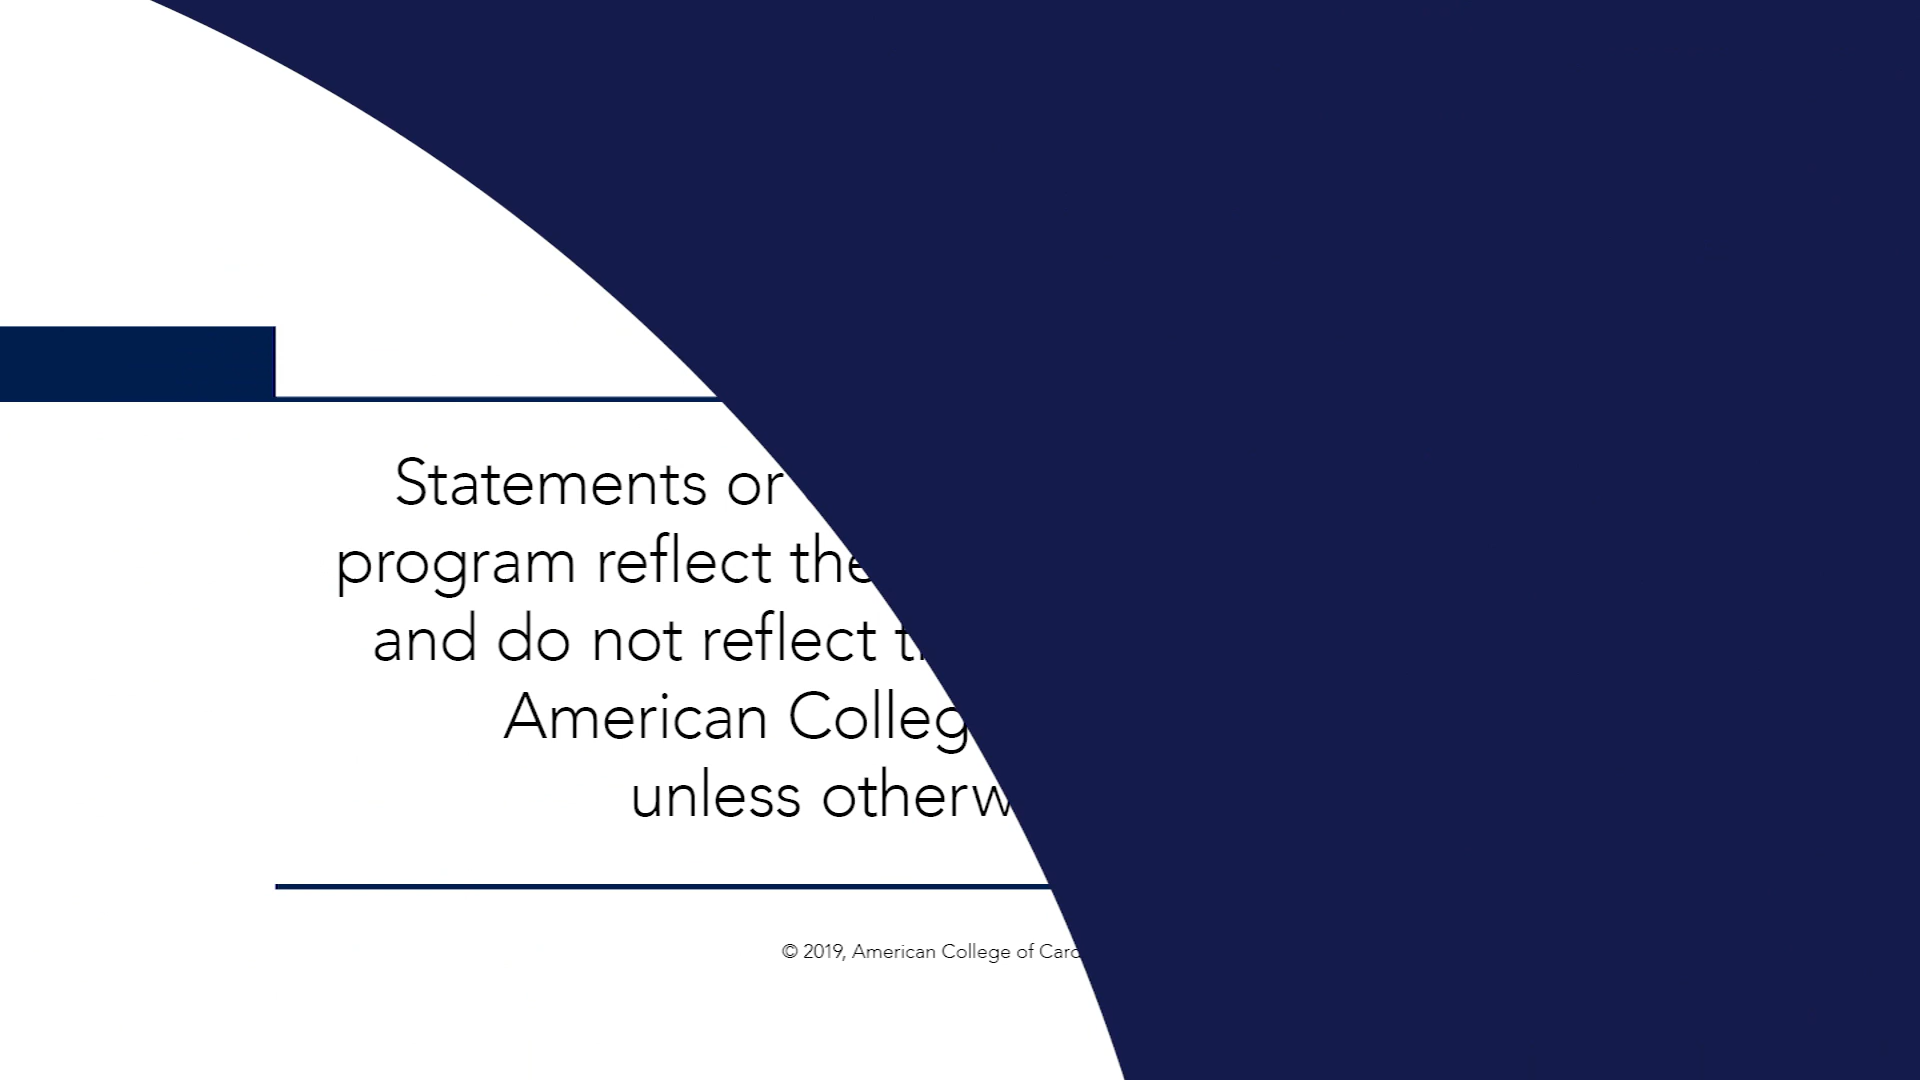 Statements or
program reflect the
and do not reflect
American Colleg
unless otherw
© 2019, American College of Card